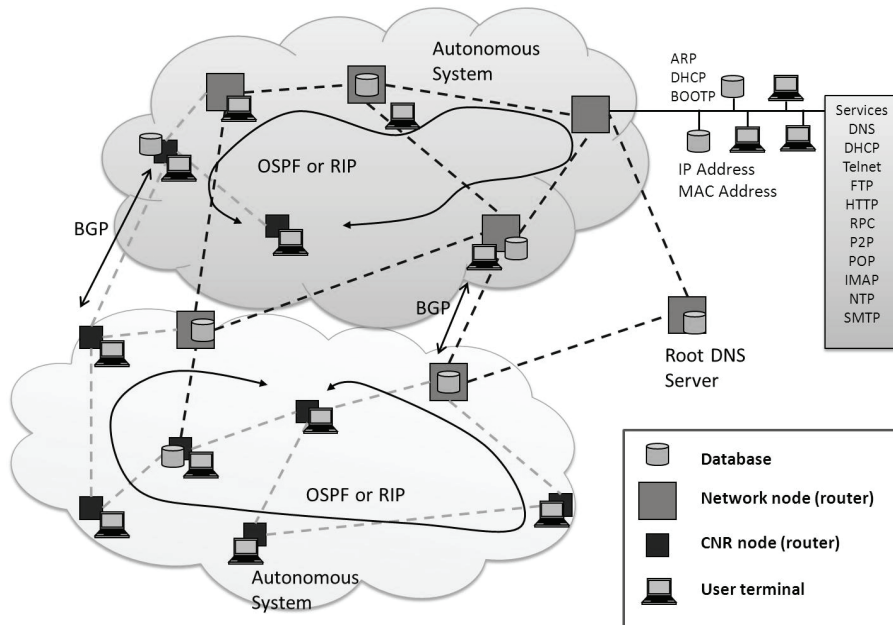 Autonomous
System
ARP
DHCP
BOOTP
IP Address
MAC Address
Services
DNS
DHCP
Telnet
FTP
HTTP
RPC
P2P
POP
IMAP
NTP
SMTP
OSPF or RIP
BGP
BGP
Root DNS
Server
OSPF or RIP
Autonomous
System
Database
Network node (router)
CNR node (router)
User terminal